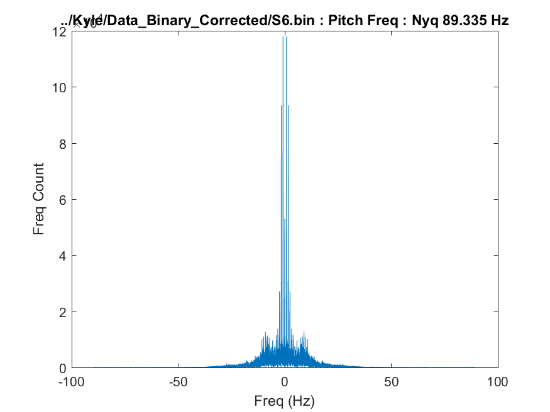 ../Kyle/Data_Binary_Corrected/S6.bin : Pitch Freq : Nyq 89.335 Hz
12
10
8
6
4
2
0
Freq Count
-100 -50 0 50 100
Freq (Hz)